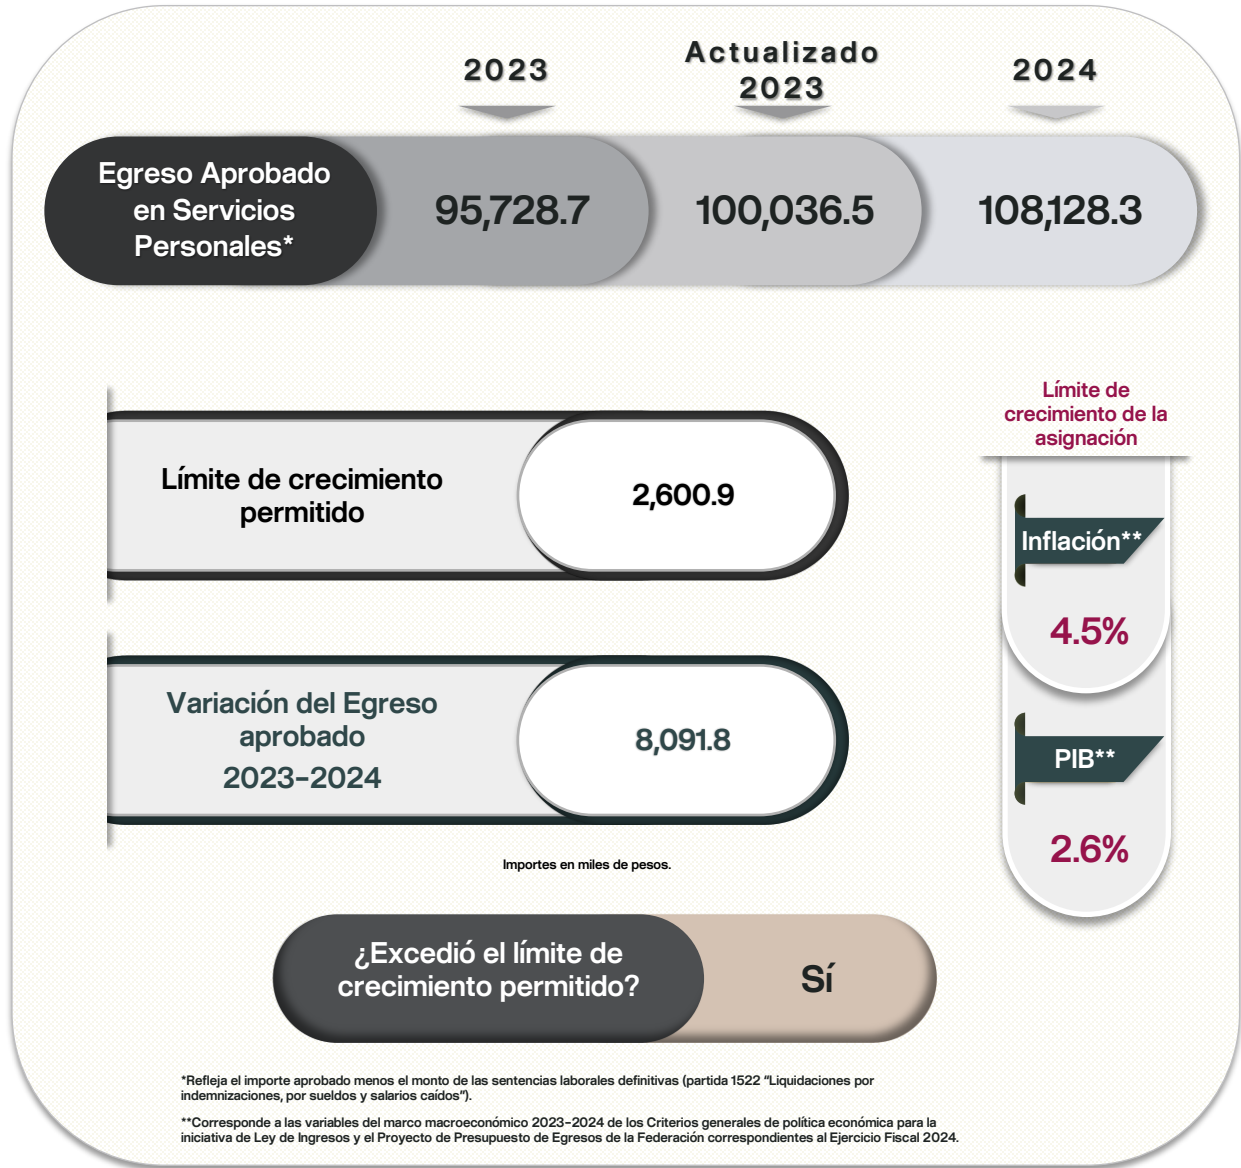 2023
Actualizado
2023
2024
Egreso Aprobado
en Servicios
Personales*
95,728.7
100,036.5
108,128.3
Límite de crecimiento
permitido
2,600.9
Variación del Egreso
aprobado
2023-2024
8,091.8
Límite de
crecimiento de la
asignación
Inflación**
4.5%
PIB**
2.6%
Importes en miles de pesos.
¿Excedió el límite de
crecimiento permitido?
Sí
*Refleja el importe aprobado menos el monto de las sentencias laborales definitivas (partida 1522 "Liquidaciones por
indemnizaciones, por sueldos y salarios caídos").
**Corresponde a las variables del marco macroeconómico 2023-2024 de los Criterios generales de política económica para la
iniciativa de Ley de Ingresos y el Proyecto de Presupuesto de Egresos de la Federación correspondientes al Ejercicio Fiscal 2024.